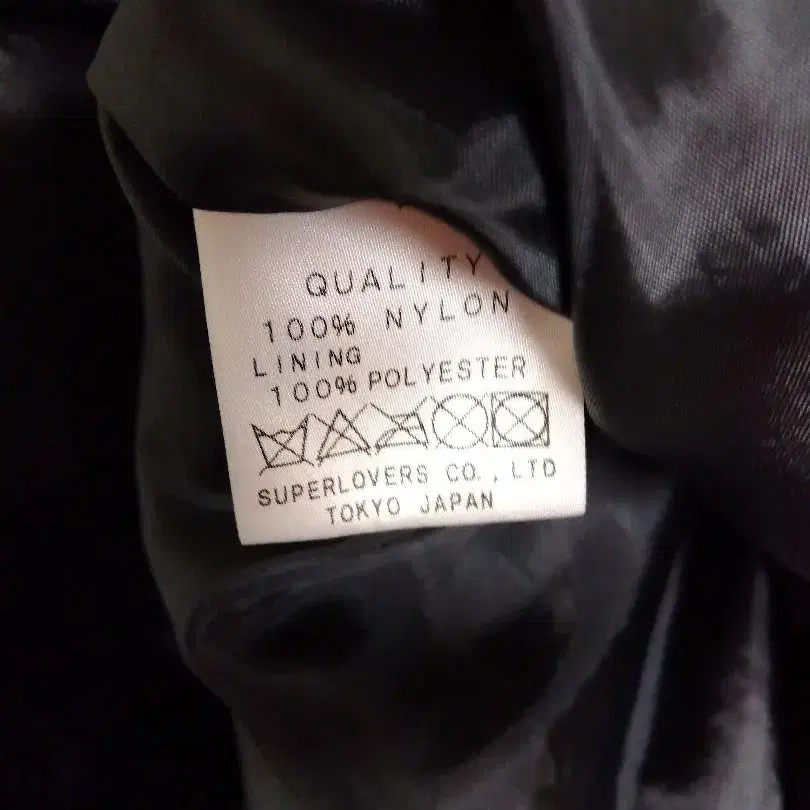 QUALITY
100% NYLON
LINING
100% POLYESTER
SUPERLOVERS CO., LTD
TOKYO JAPAN